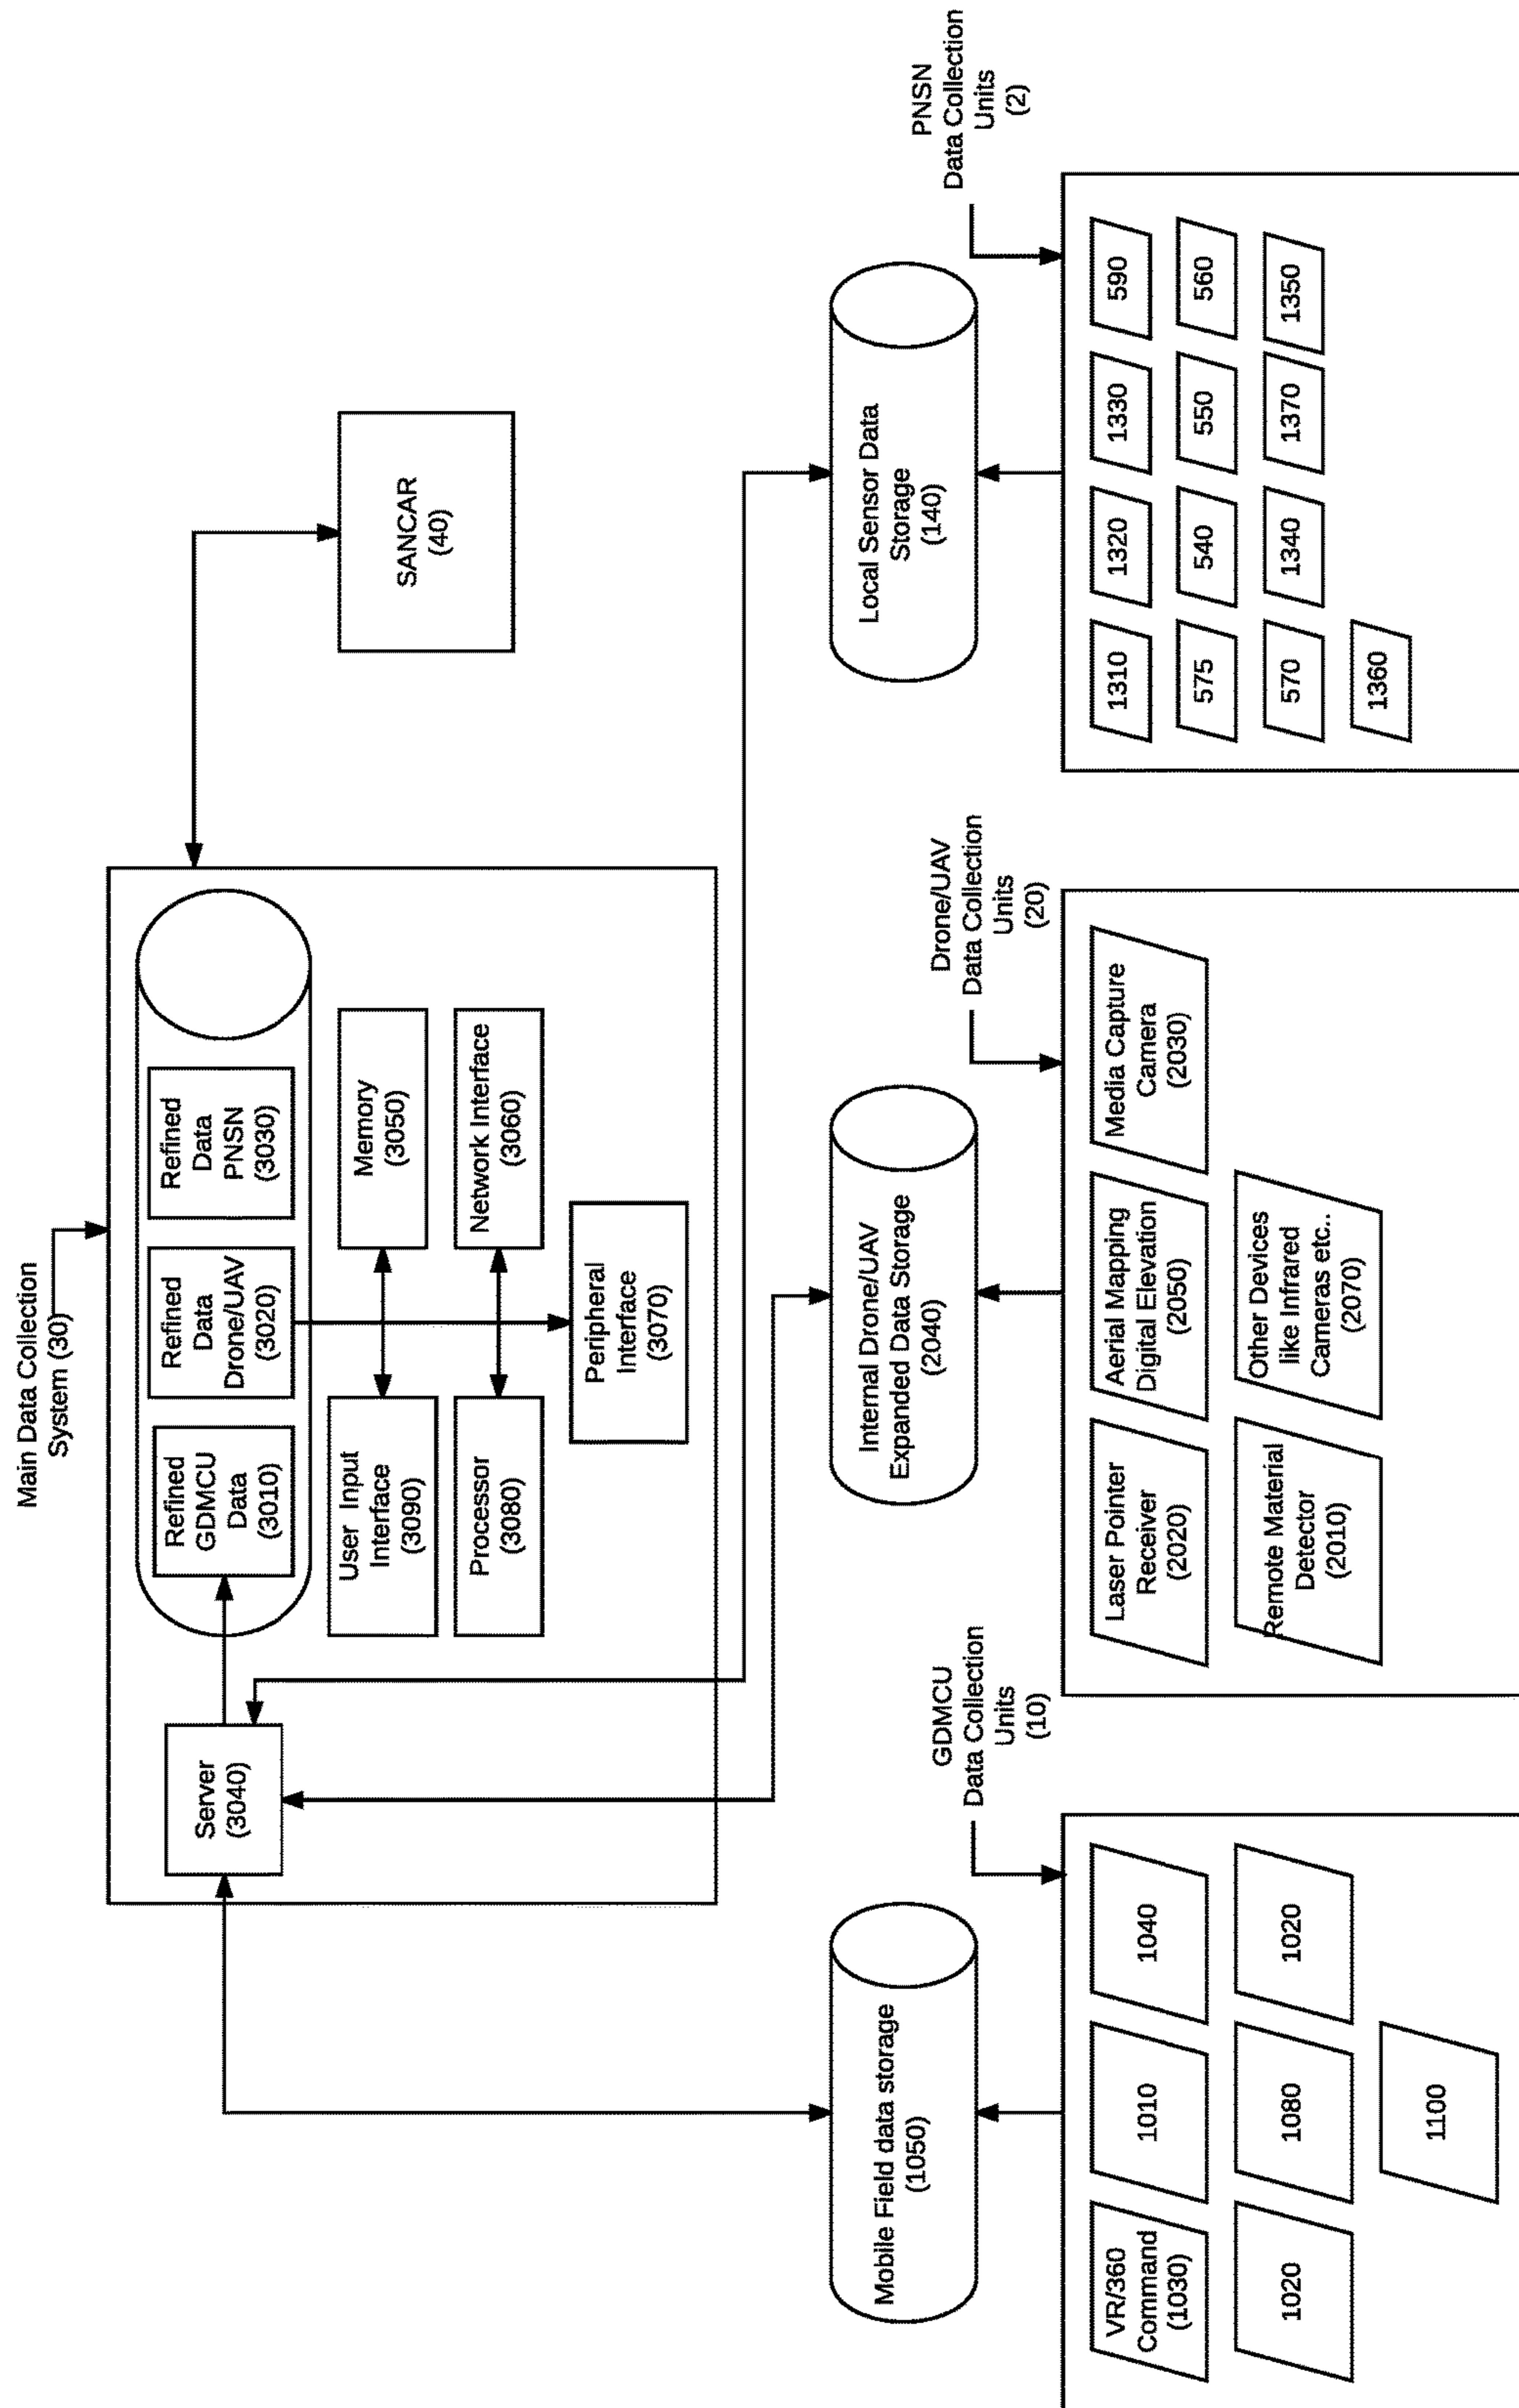 Main Data Collection
System (30)
Server
(3040)
Refined
GDMCU
Data
(3010)
Refined
Data
Drone/UAV
(3020)
Refined
Data
PNSN
(3030)
User Input
Interface
(3090)
Memory
(3050)
Processor
(3080)
Network Interface
(3060)
Peripheral
Interface
(3070)
SANCAR
(40)
Mobile Field data storage
(1050)
Internal Drone/UAV
Expanded Data Storage
(2040)
Local Sensor Data
Storage
(140)
GDMCU
Data Collection
Units
(10)
VR/360
Command
(1030)
1010
1040
1020
1080
1020
1100
Drone/UAV
Data Collection
Units
(20)
Laser Pointer
Receiver
(2020)
Aerial Mapping
Digital Elevation
(2050)
Media Capture
Camera
(2030)
Remote Material
Detector
(2010)
Other Devices
like Infrared
Cameras etc..
(2070)
PNSN
Data Collection
Units
(2)
1310
1320
1330
590
575
540
550
560
570
1340
1370
1350
1360